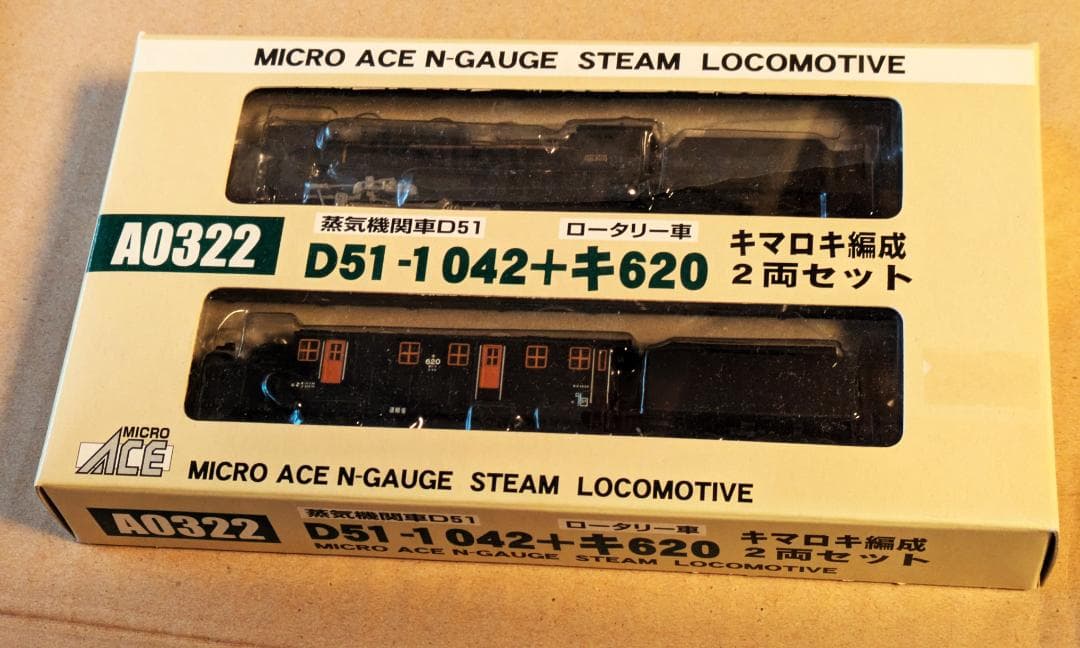 MICRO ACE N-GAUGE STEAM LOCOMOTIVE
A0322
蒸気機関車D51
ロータリー車
D51-1042+キ620
キマロキ編成
2両セット
620
MICRO ACE
MICRO ACE N-GAUGE STEAM LOCOMOTIVE
A0322
蒸気機関車D51
ロータリー車
D51-1042+キ620
キマロキ編成
2両セット
MICRO ACE N-GAUGE STEAM LOCOMOTIVE